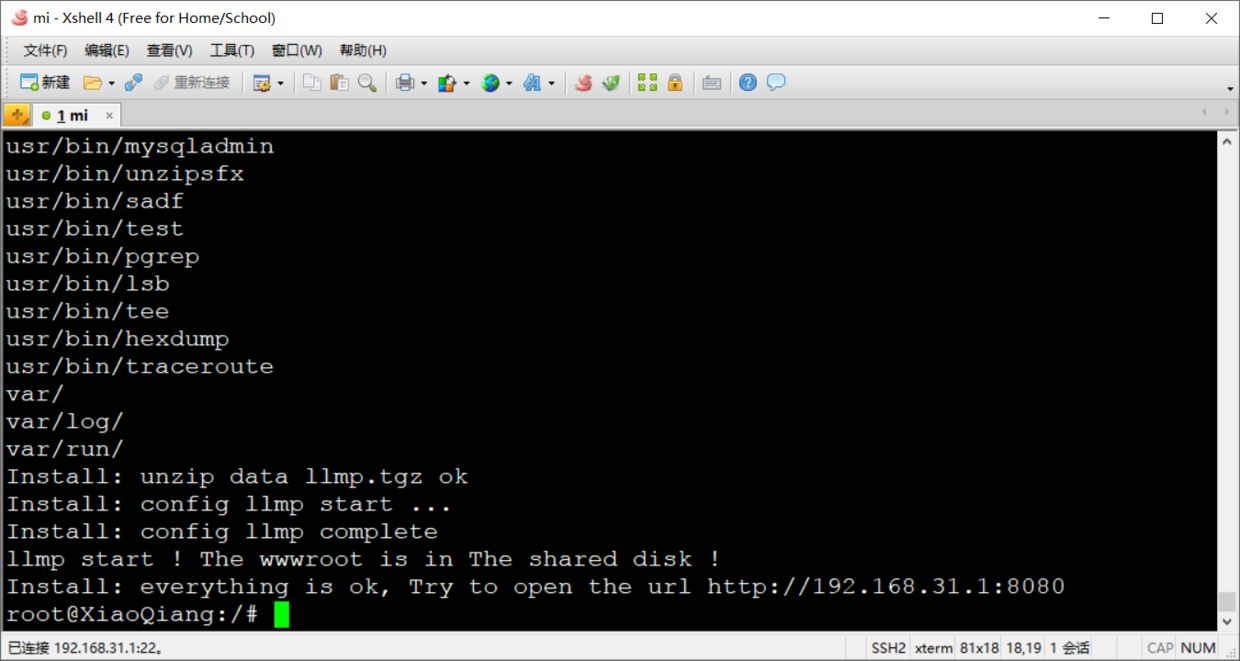 mi - Xshell 4 (Free for Home/School)
文件(F) 编辑(E) 查看(V) 工具(T) 窗口(W) 帮助(H)
新建 重新连接
1 mi
usr/bin/mysqladmin
usr/bin/unzipsfx
usr/bin/sadf
usr/bin/test
usr/bin/pgrep
usr/bin/lsb
usr/bin/tee
usr/bin/hexdump
usr/bin/traceroute
var/
var/log/
var/run/
Install: unzip data llmp.tgz ok
Install: config llmp start ...
Install: config llmp complete
llmp start ! The wwwroot is in The shared disk !
Install: everything is ok, Try to open the url http://192.168.31.1:8080
root@XiaoQiang:/#
已连接 192.168.31.1:22。 SSH2 xterm 81x18 18,19 1 会话 CAP NUM